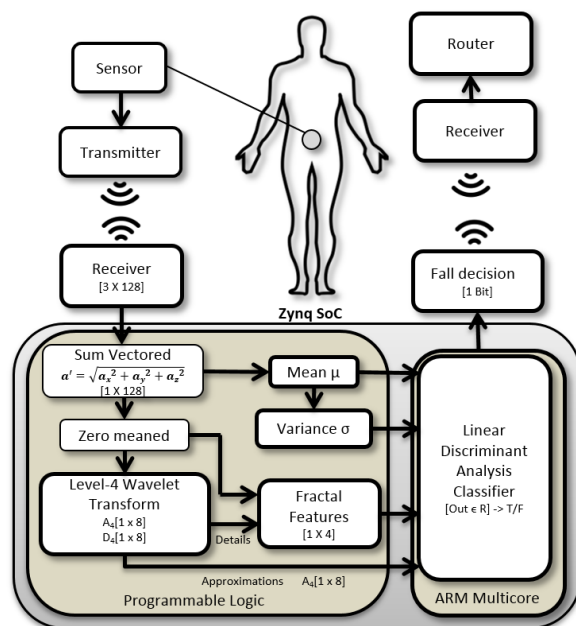 Sensor
Transmitter
Receiver
[3 X 128]
Router
Receiver
Fall decision
[1 Bit]
Zynq SoC
Sum Vectored
a' = √(aₓ² + aᵧ² + a_z²)
[1 X 128]
Mean μ
Zero meaned
Variance σ
Level-4 Wavelet
Transform
A₄[1 x 8]
D₄[1 x 8]
Details
Fractal
Features
[1 X 4]
Linear
Discriminant
Analysis
Classifier
[Out ϵ R] -> T/F
Approximations A₄[1 x 8]
Programmable Logic
ARM Multicore